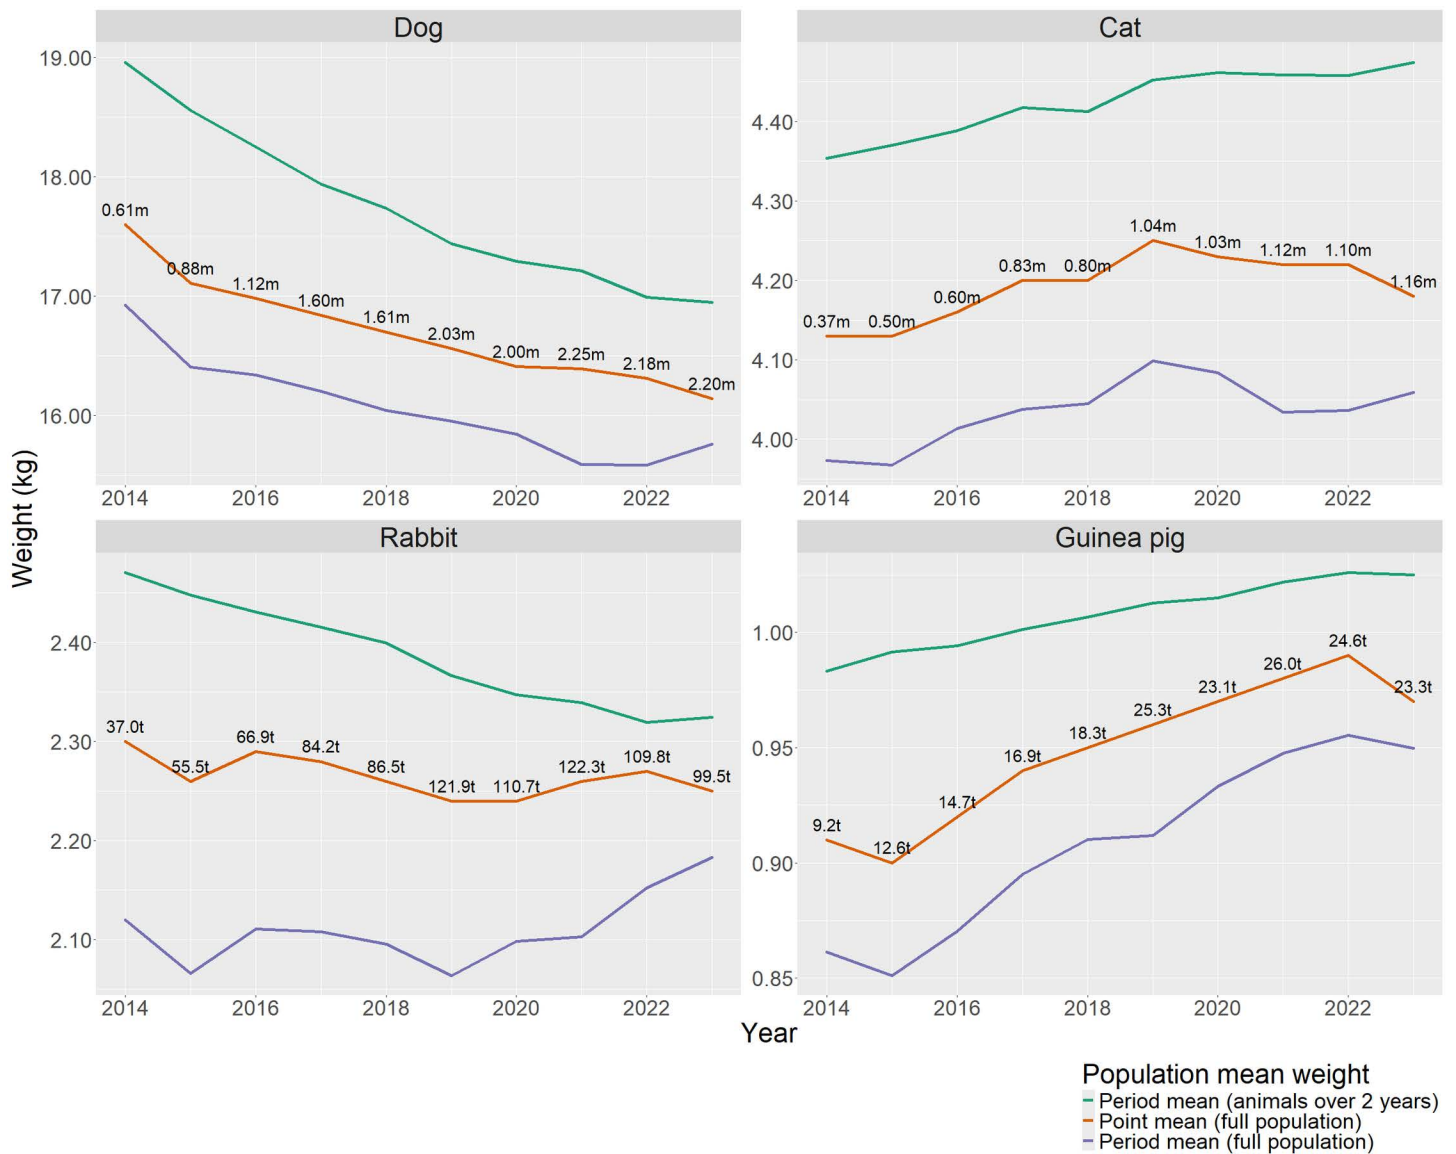 Dog
Cat
19.00
18.00
17.00
16.00
0.61m
0.88m
1.12m
1.60m
1.61m
2.03m
2.00m
2.25m
2.18m
2.20m
2014 2016 2018 2020 2022
4.40
4.30
4.20
4.10
4.00
0.37m
0.50m
0.60m
0.83m
0.80m
1.04m
1.03m
1.12m
1.10m
1.16m
2014 2016 2018 2020 2022
Weight (kg)
Rabbit
Guinea pig
2.40
2.30
2.20
2.10
37.0t
55.5t
66.9t
84.2t
86.5t
121.9t
110.7t
122.3t
109.8t
99.5t
2014 2016 2018 2020 2022
1.00
0.95
0.90
0.85
9.2t
12.6t
14.7t
16.9t
18.3t
25.3t
23.1t
26.0t
24.6t
23.3t
2014 2016 2018 2020 2022
Year
Population mean weight
Period mean (animals over 2 years)
Point mean (full population)
Period mean (full population)